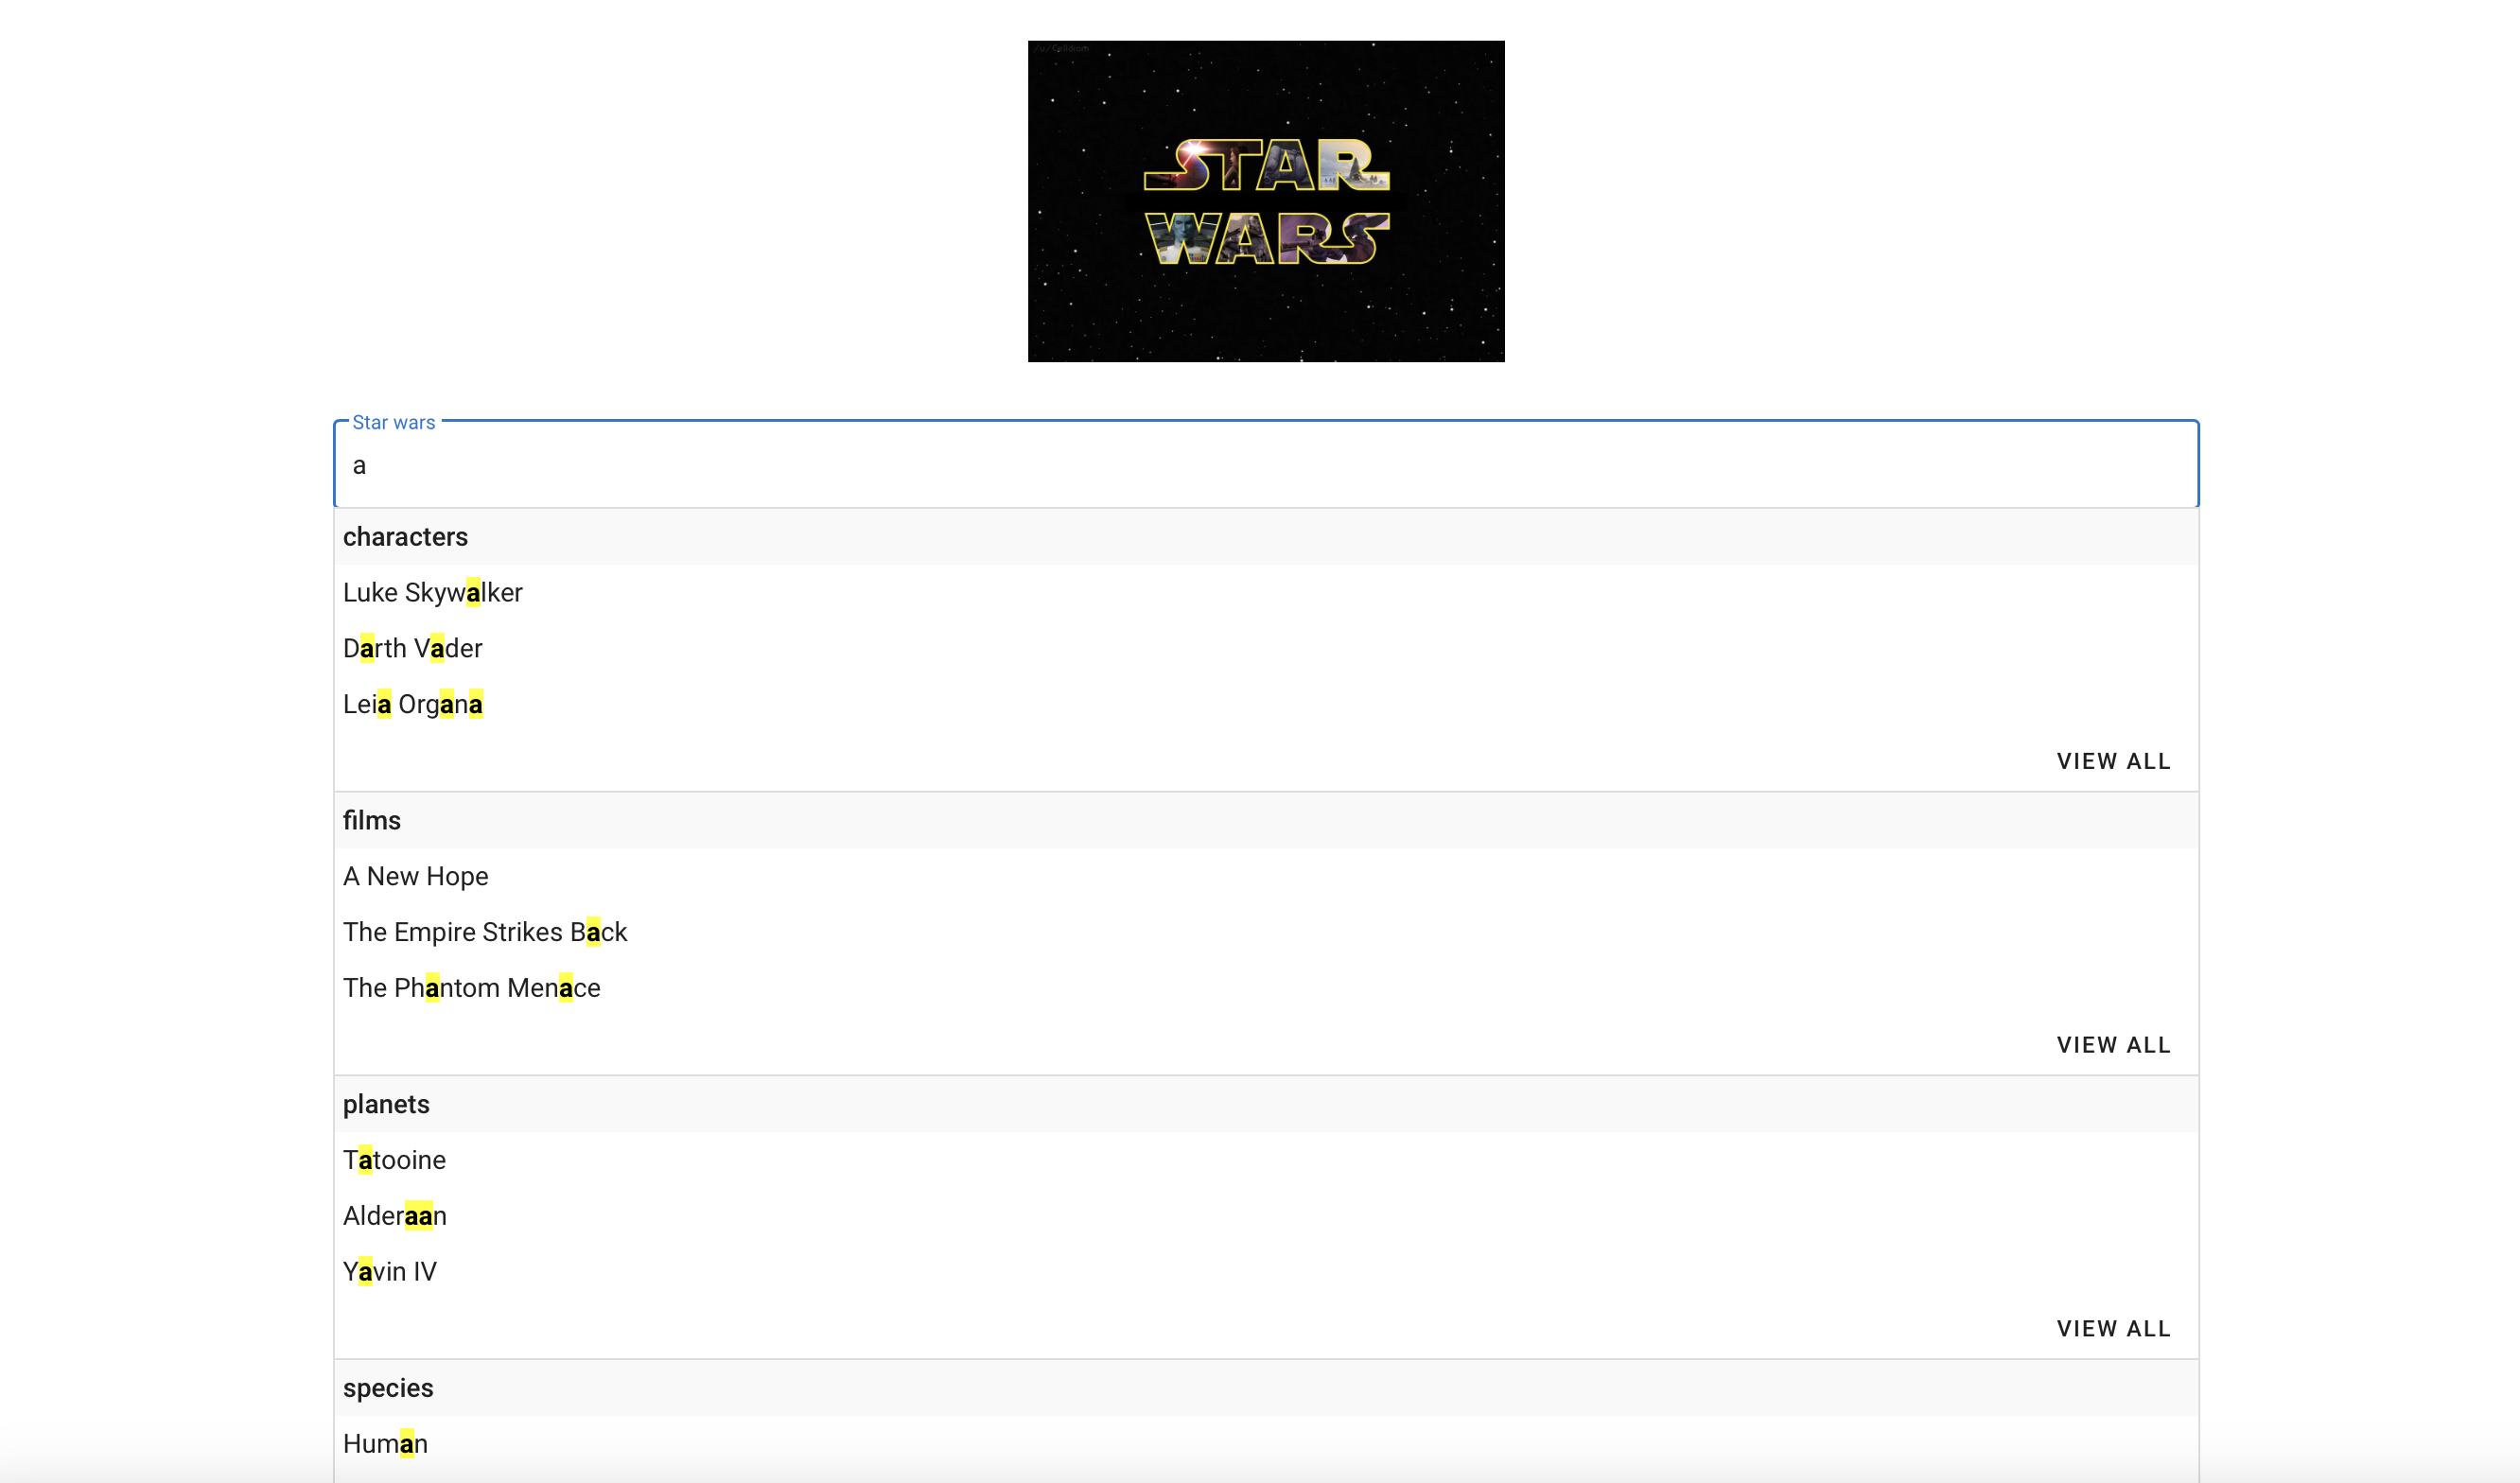 STAR
WARS
Star wars
a
characters
Luke Skywalker
Darth Vader
Leia Organa
VIEW ALL
films
A New Hope
The Empire Strikes Back
The Phantom Menace
VIEW ALL
planets
Tatooine
Alderaan
Yavin IV
VIEW ALL
species
Human